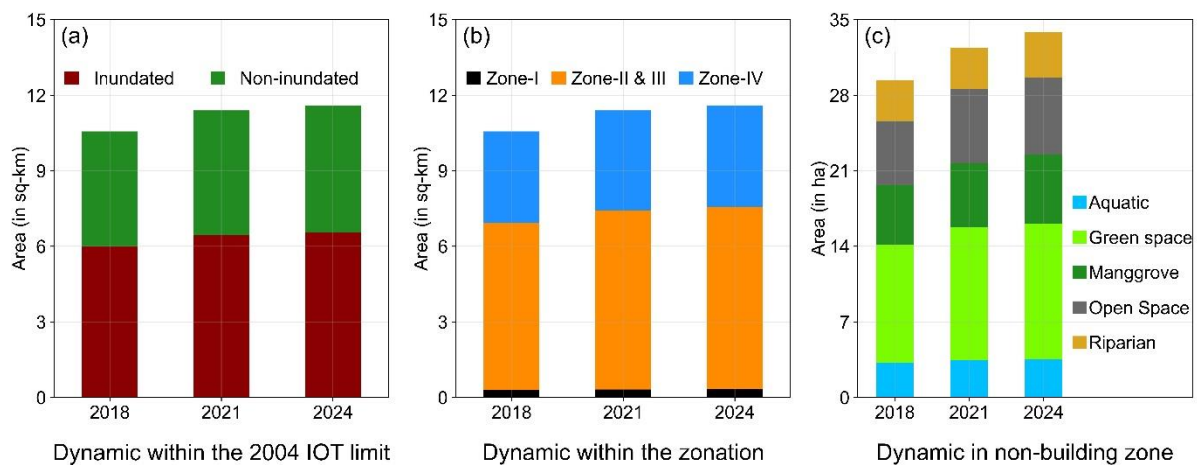 (a)
Inundated Non-inundated
Area (in sq-km)
15
12
9
6
3
0
2018 2021 2024
Dynamic within the 2004 IOT limit
(b)
Zone-I Zone-II & III Zone-IV
Area (in sq-km)
15
12
9
6
3
0
2018 2021 2024
Dynamic within the zonation
(c)
Area (in ha)
35
28
21
14
7
0
Aquatic
Green space
Manggrove
Open Space
Riparian
2018 2021 2024
Dynamic in non-building zone